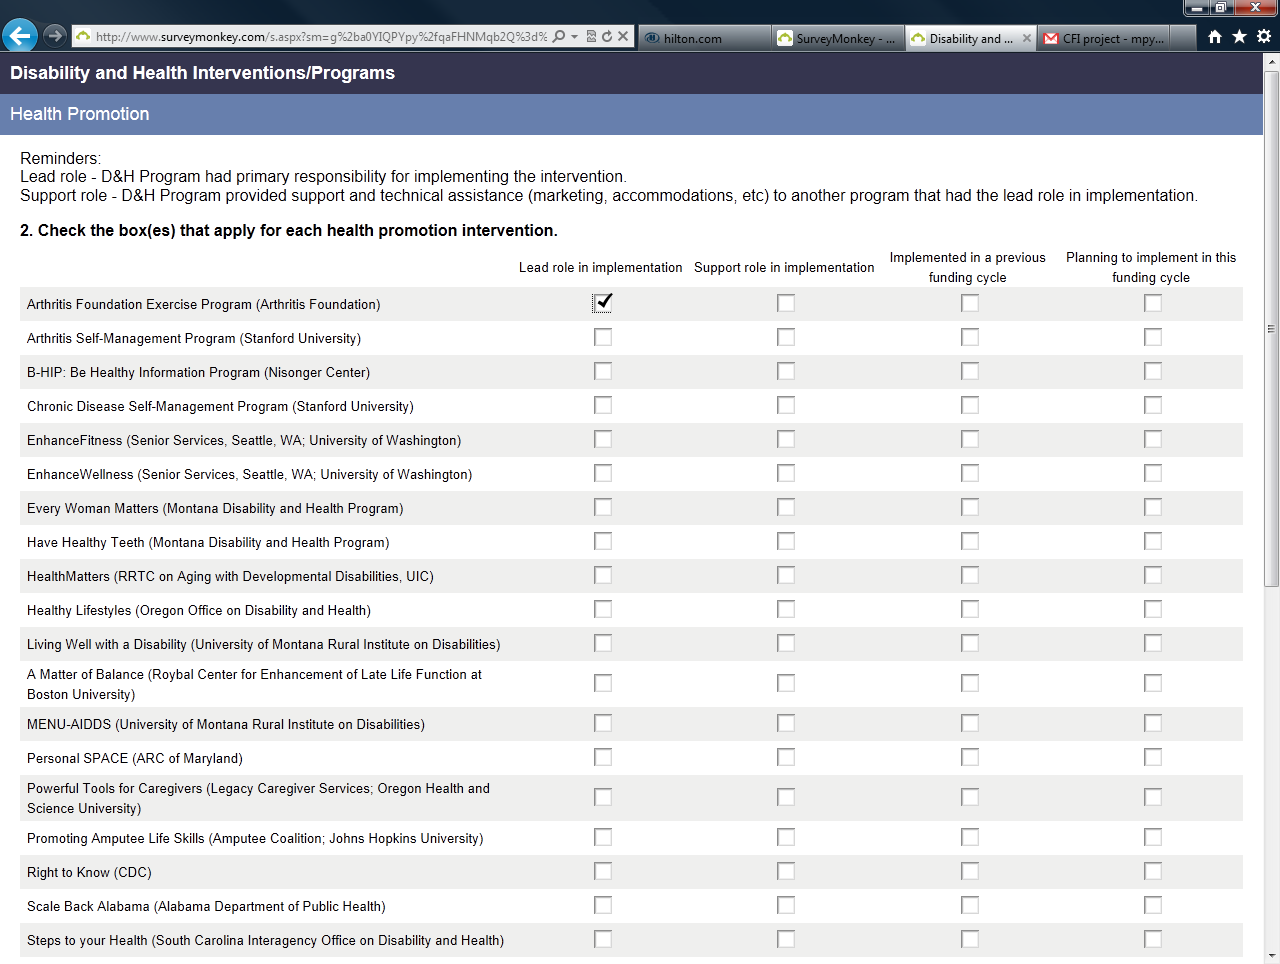 http://www.surveymonkey.com/s.aspx?sm=g%2ba0YIQPYpy%2fqaFHNMqb2Q%3d%
hilton.com
SurveyMonkey - ...
Disability and ...
CFI project - mpy...
Disability and Health Interventions/Programs
Health Promotion
Reminders:
Lead role - D&H Program had primary responsibility for implementing the intervention.
Support role - D&H Program provided support and technical assistance (marketing, accommodations, etc) to another program that had the lead role in implementation.
2. Check the box(es) that apply for each health promotion intervention.
Lead role in implementation
Support role in implementation
Implemented in a previous
funding cycle
Planning to implement in this
funding cycle
Arthritis Foundation Exercise Program (Arthritis Foundation)
Arthritis Self-Management Program (Stanford University)
B-HIP: Be Healthy Information Program (Nisonger Center)
Chronic Disease Self-Management Program (Stanford University)
EnhanceFitness (Senior Services, Seattle, WA; University of Washington)
EnhanceWellness (Senior Services, Seattle, WA; University of Washington)
Every Woman Matters (Montana Disability and Health Program)
Have Healthy Teeth (Montana Disability and Health Program)
HealthMatters (RRTC on Aging with Developmental Disabilities, UIC)
Healthy Lifestyles (Oregon Office on Disability and Health)
Living Well with a Disability (University of Montana Rural Institute on Disabilities)
A Matter of Balance (Roybal Center for Enhancement of Late Life Function at
Boston University)
MENU-AIDDS (University of Montana Rural Institute on Disabilities)
Personal SPACE (ARC of Maryland)
Powerful Tools for Caregivers (Legacy Caregiver Services; Oregon Health and
Science University)
Promoting Amputee Life Skills (Amputee Coalition; Johns Hopkins University)
Right to Know (CDC)
Scale Back Alabama (Alabama Department of Public Health)
Steps to your Health (South Carolina Interagency Office on Disability and Health)